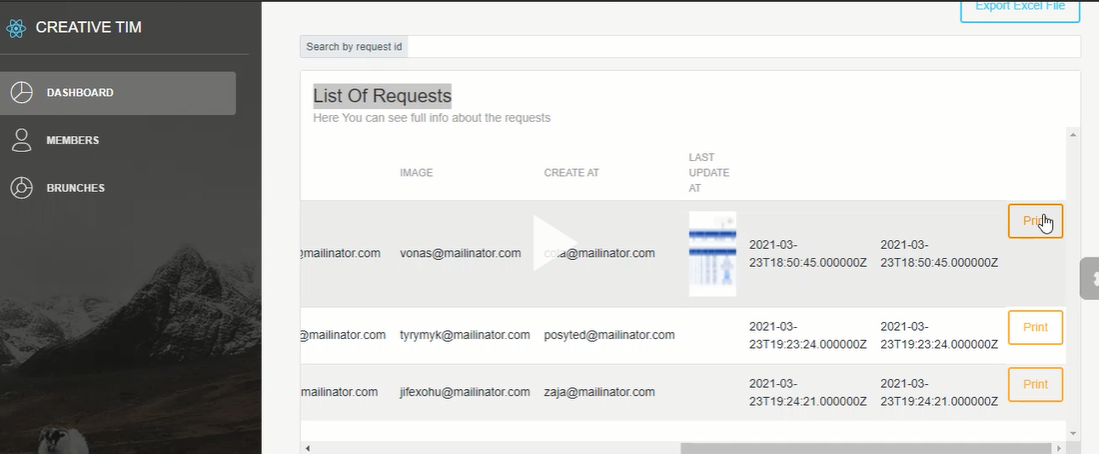 CREATIVE TIM
DASHBOARD
MEMBERS
BRUNCHES
Export Excel File
Search by request id
List Of Requests
Here You can see full info about the requests
IMAGE CREATE AT LAST UPDATE AT
@mailinator.com vonas@mailinator.com cota@mailinator.com 2021-03-23T18:50:45.000000Z 2021-03-23T18:50:45.000000Z Print
@mailinator.com tyrymyk@mailinator.com posyted@mailinator.com 2021-03-23T19:23:24.000000Z 2021-03-23T19:23:24.000000Z Print
mailinator.com jifexohu@mailinator.com zaja@mailinator.com 2021-03-23T19:24:21.000000Z 2021-03-23T19:24:21.000000Z Print